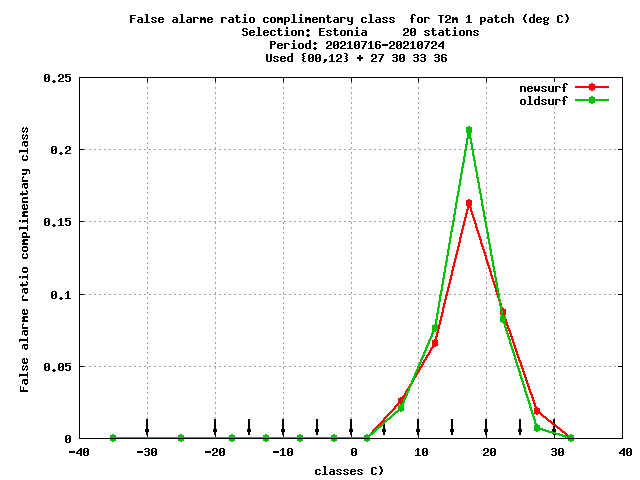 False alarme ratio complimentary class  for T2m 1 patch (deg C)
Selection: Estonia     20 stations
Period: 20210716-20210724
Used {00,12} + 27 30 33 36
newsurf
oldsurf
False alarme ratio complimentary class
0.25
0.2
0.15
0.1
0.05
0
-40 -30 -20 -10 0 10 20 30 40
classes C)